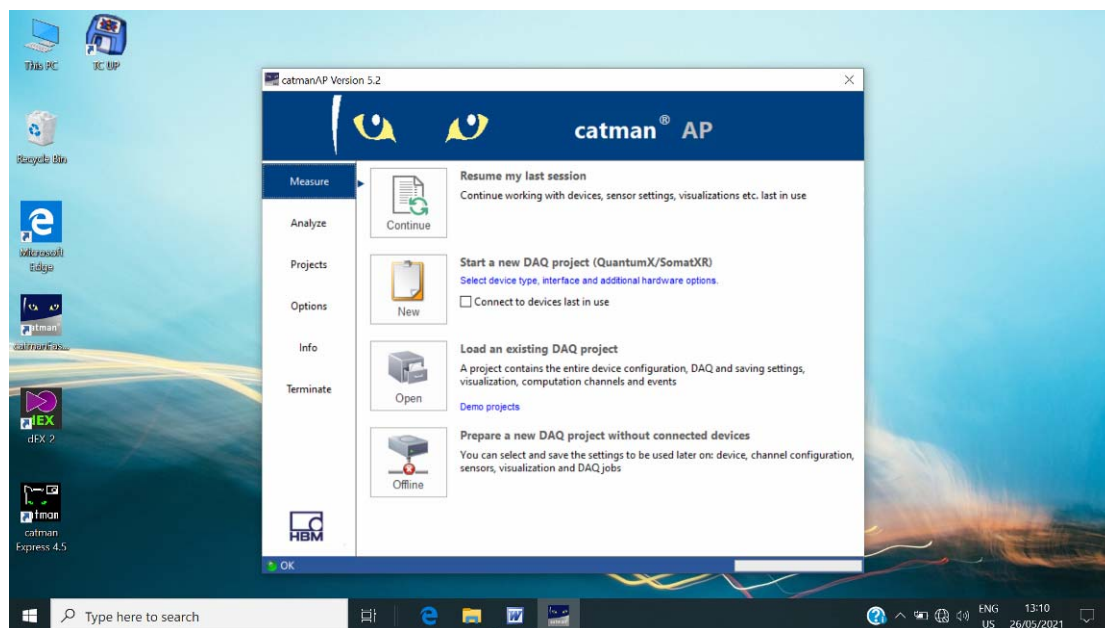 This PC
TC UP
Recycle Bin
Microsoft
Edge
catmanEas...
dEX 2
catman
Express 4.5
catmanAP Version 5.2
catman® AP
Measure
Analyze
Projects
Options
Info
Terminate
HBM
Continue
Resume my last session
Continue working with devices, sensor settings, visualizations etc. last in use
New
Start a new DAQ project (QuantumX/SomatXR)
Select device type, interface and additional hardware options.
Connect to devices last in use
Open
Load an existing DAQ project
A project contains the entire device configuration, DAQ and saving settings,
visualization, computation channels and events
Demo projects
Offline
Prepare a new DAQ project without connected devices
You can select and save the settings to be used later on: device, channel configuration,
sensors, visualization and DAQ jobs
OK
Type here to search
ENG
US
13:10
26/05/2021